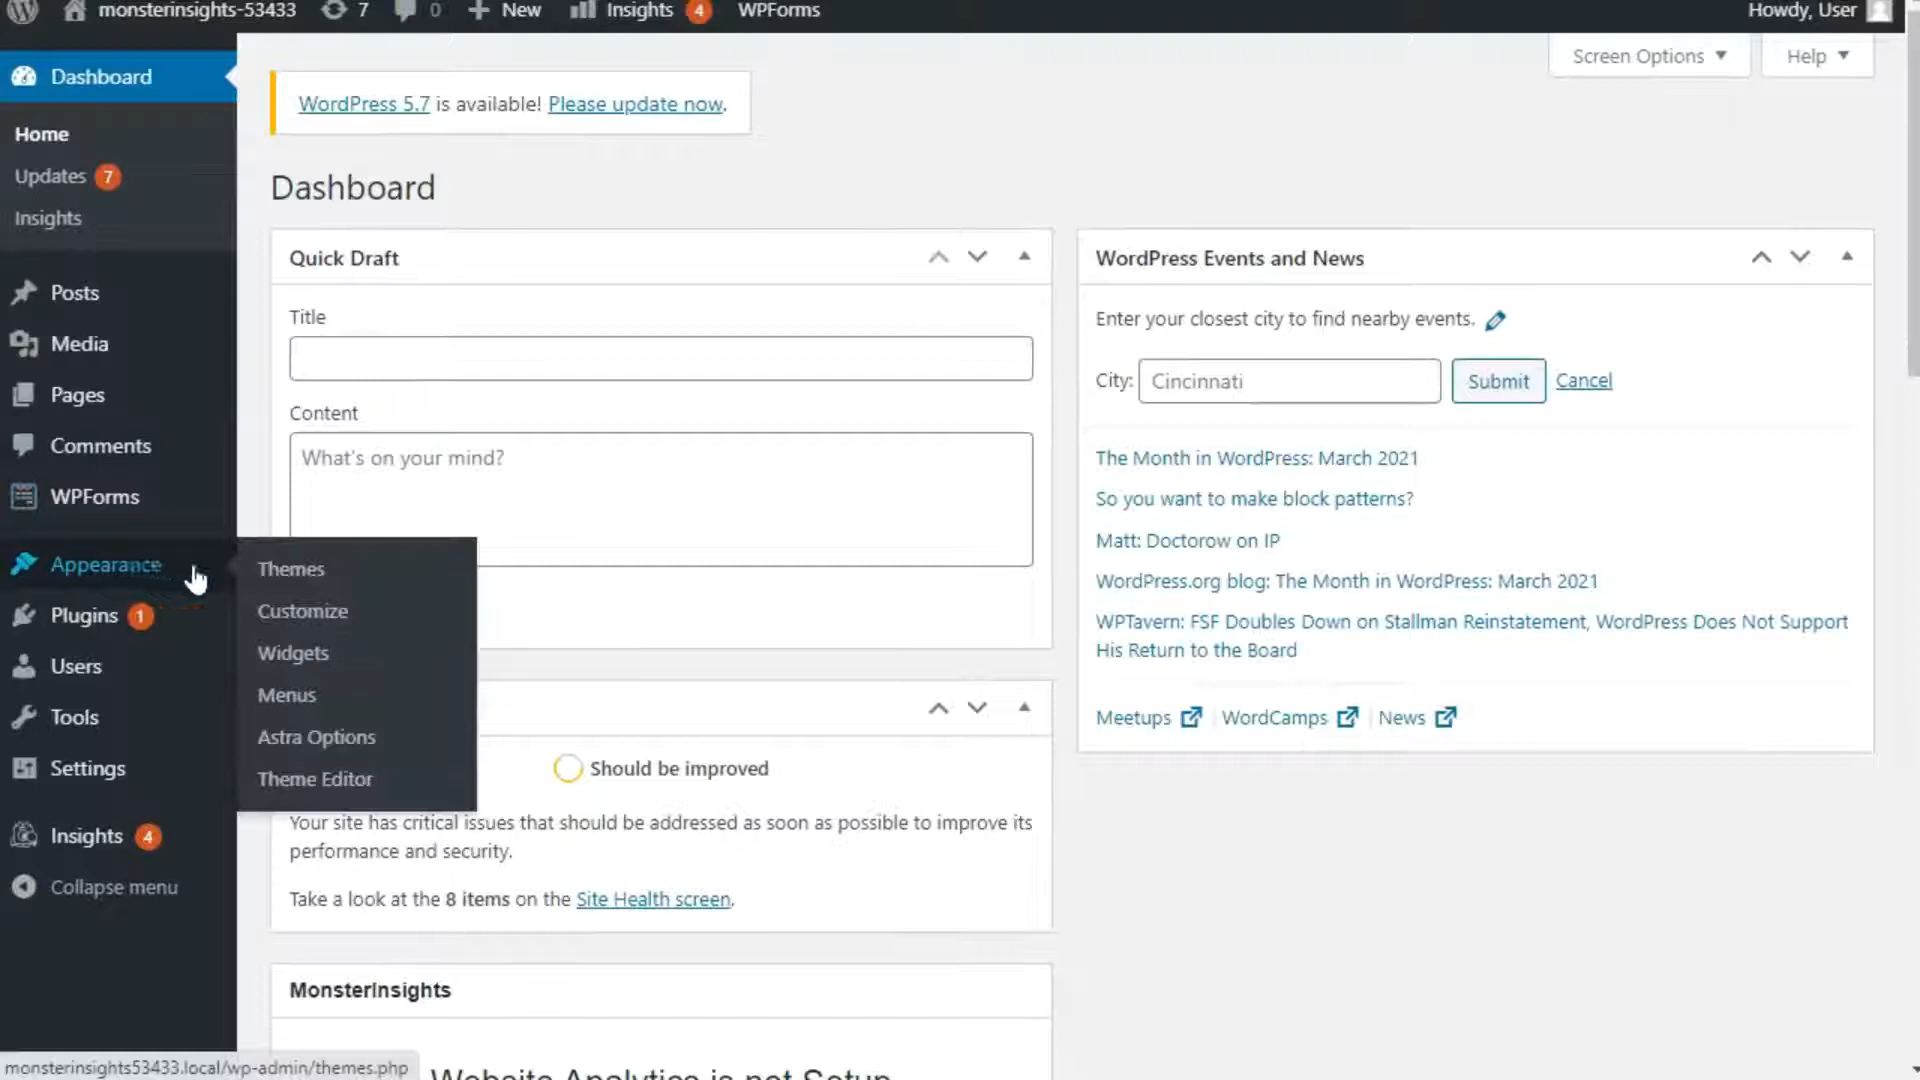 monsterinsights-53433 7 0 New Insights 4 WPForms Howdy, User
Screen Options Help
Dashboard
Home
Updates 7
Insights
Posts
Media
Pages
Comments
WPForms
Appearance
Plugins 1
Users
Tools
Settings
Insights 4
Collapse menu
Themes
Customize
Widgets
Menus
Astra Options
Theme Editor
WordPress 5.7 is available! Please update now.
Dashboard
Quick Draft
Title
Content
What's on your mind?
Should be improved
Your site has critical issues that should be addressed as soon as possible to improve its
performance and security.
Take a look at the 8 items on the Site Health screen.
MonsterInsights
Website Analytics is not Setup
WordPress Events and News
Enter your closest city to find nearby events.
City: Cincinnati Submit Cancel
The Month in WordPress: March 2021
So you want to make block patterns?
Matt: Doctorow on IP
WordPress.org blog: The Month in WordPress: March 2021
WPTavern: FSF Doubles Down on Stallman Reinstatement, WordPress Does Not Support
His Return to the Board
Meetups WordCamps News
monsterinsights53433.local/wp-admin/themes.php